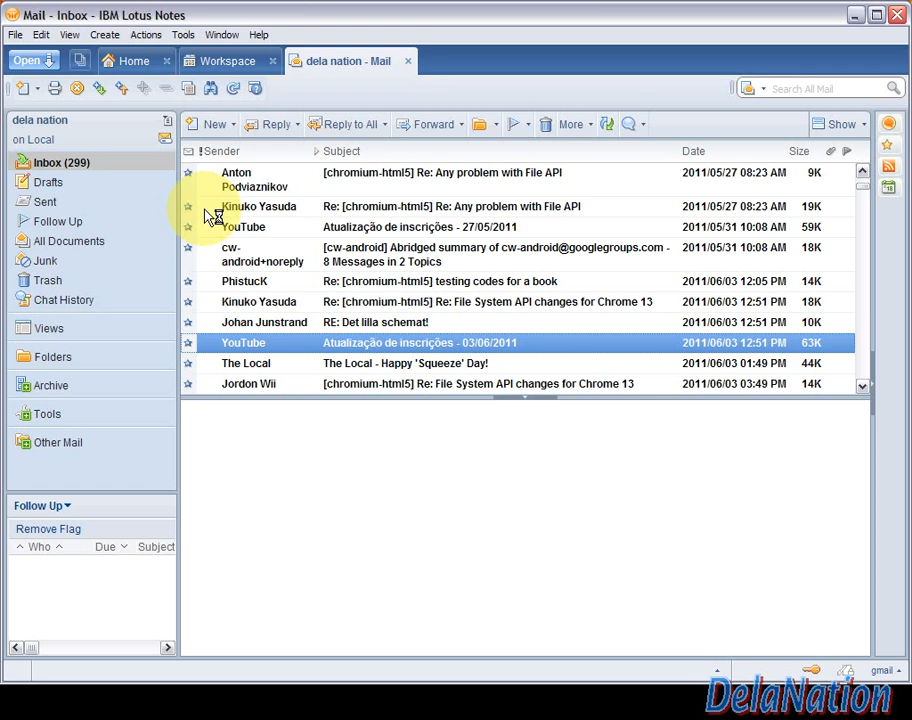 Mail - Inbox - IBM Lotus Notes
File Edit View Create Actions Tools Window Help
Open Home Workspace dela nation - Mail
Search All Mail
dela nation
on Local
New Reply Reply to All Forward More Show
Inbox (299)
Drafts
Sent
Follow Up
All Documents
Junk
Trash
Chat History
Views
Folders
Archive
Tools
Other Mail
Follow Up
Remove Flag
Who Due Subject
! Sender Subject Date Size
Anton Podviaznikov [chromium-html5] Re: Any problem with File API 2011/05/27 08:23 AM 9K
Kinuko Yasuda Re: [chromium-html5] Re: Any problem with File API 2011/05/27 08:23 AM 19K
YouTube Atualização de inscrições - 27/05/2011 2011/05/31 10:08 AM 59K
cw-android+noreply [cw-android] Abridged summary of cw-android@googlegroups.com - 8 Messages in 2 Topics 2011/05/31 10:08 AM 18K
PhistucK Re: [chromium-html5] testing codes for a book 2011/06/03 12:05 PM 14K
Kinuko Yasuda Re: [chromium-html5] Re: File System API changes for Chrome 13 2011/06/03 12:51 PM 18K
Johan Junstrand RE: Det lilla schemat! 2011/06/03 12:51 PM 10K
YouTube Atualização de inscrições - 03/06/2011 2011/06/03 12:51 PM 63K
The Local The Local - Happy 'Squeeze' Day! 2011/06/03 01:49 PM 44K
Jordon Wii [chromium-html5] Re: File System API changes for Chrome 13 2011/06/03 03:49 PM 14K
gmail
DelaNation